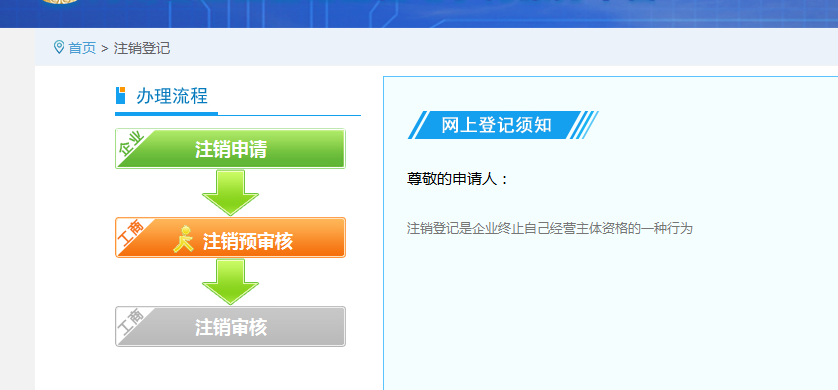 首页 > 注销登记
办理流程
企业
注销申请
工商
注销预审核
工商
注销审核
网上登记须知
尊敬的申请人：
注销登记是企业终止自己经营主体资格的一种行为